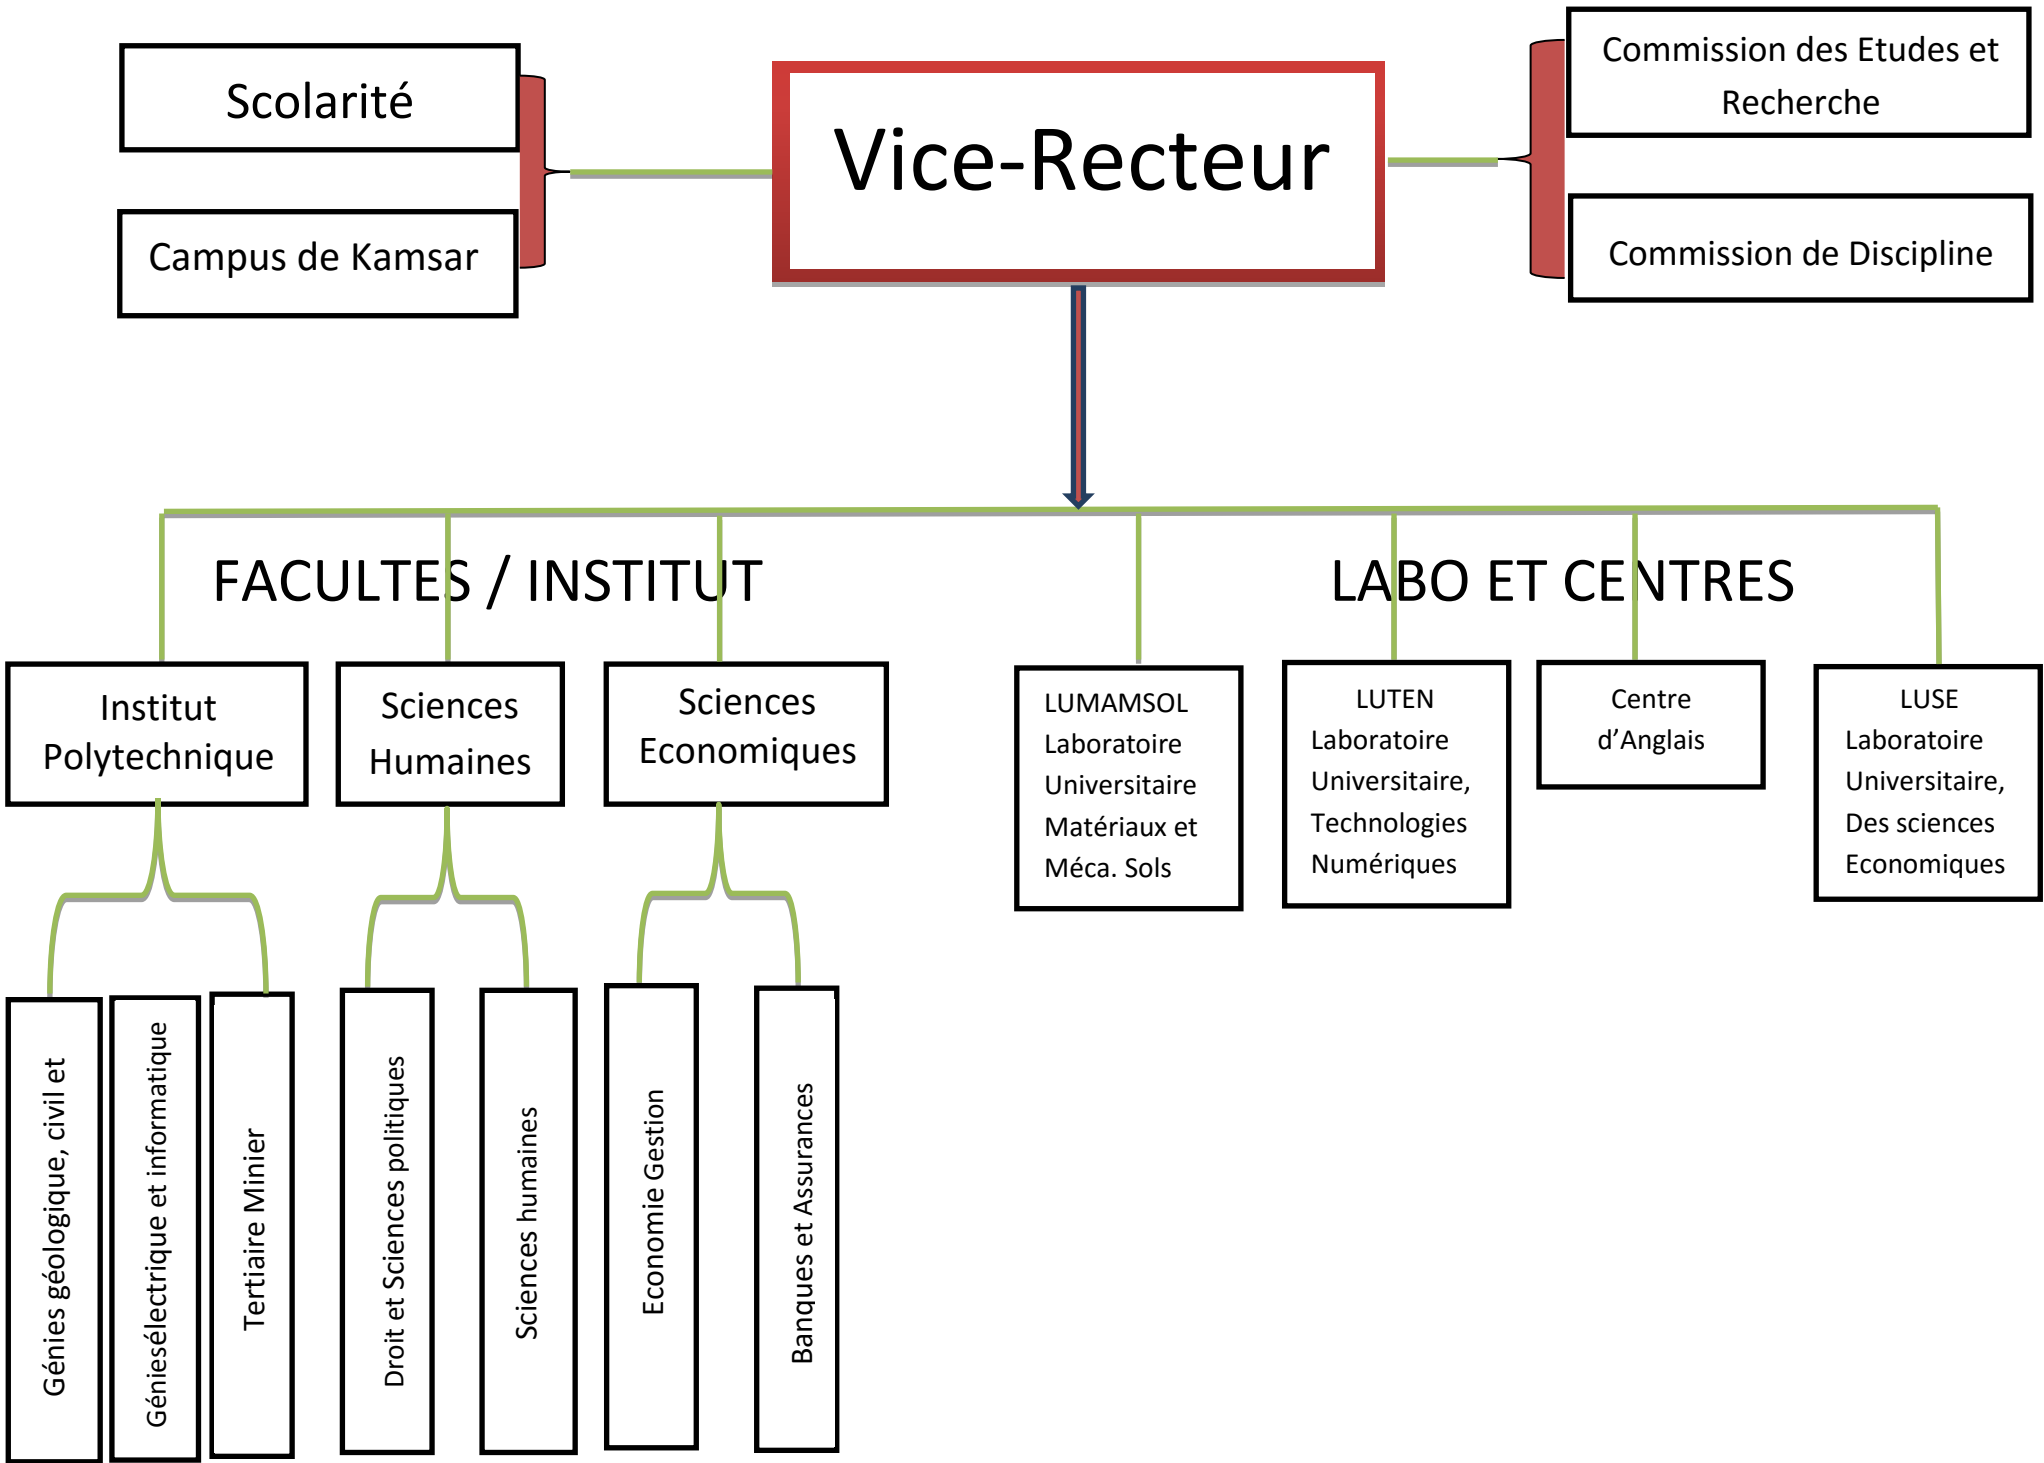 Scolarité
Campus de Kamsar
Vice-Recteur
Commission des Etudes et
Recherche
Commission de Discipline
FACULTES / INSTITUT
LABO ET CENTRES
Institut
Polytechnique
Sciences
Humaines
Sciences
Economiques
LUMAMSOL
Laboratoire
Universitaire
Matériaux et
Méca. Sols
LUTEN
Laboratoire
Universitaire,
Technologies
Numériques
Centre
d’Anglais
LUSE
Laboratoire
Universitaire,
Des sciences
Economiques
Génies géologique, civil et
Géniesélectrique et informatique
Tertiaire Minier
Droit et Sciences politiques
Sciences humaines
Economie Gestion
Banques et Assurances